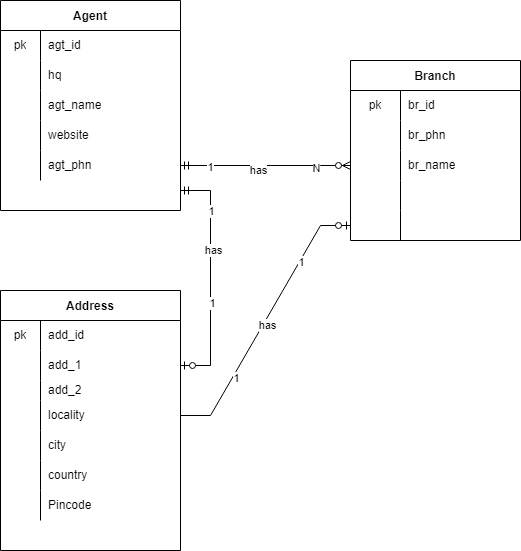 Agent
pk agt_id
hq
agt_name
website
agt_phn
Branch
pk br_id
br_phn
br_name
1 has N
1
has
1
1
has
1
Address
pk add_id
add_1
add_2
locality
city
country
Pincode